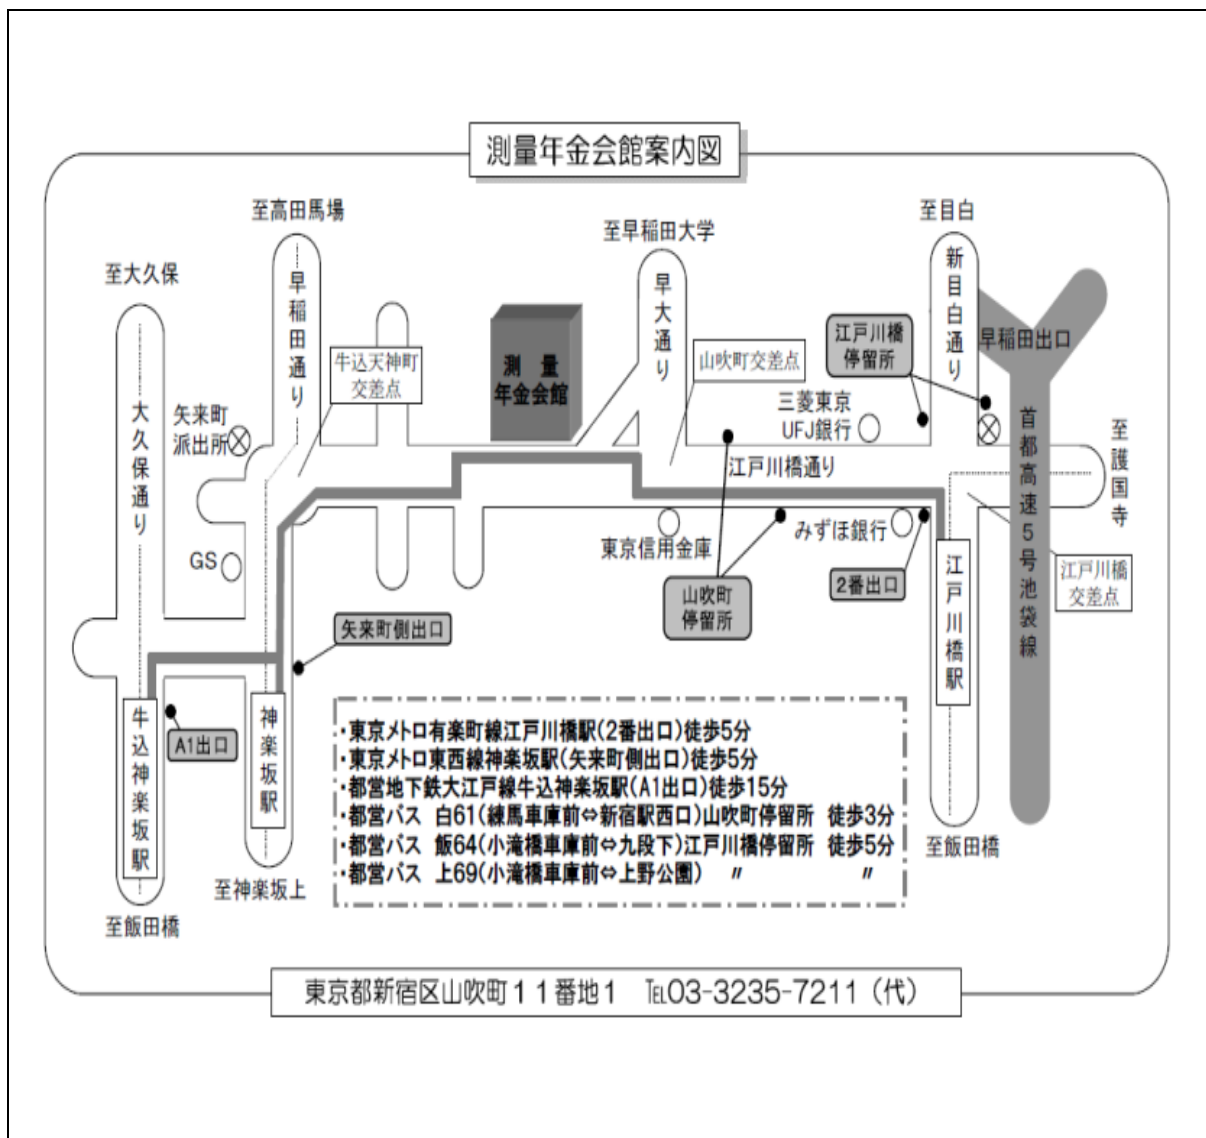 測量年金会館案内図
至高田馬場
至早稲田大学
至目白
至大久保
早稲田通り
早大通り
新目白通り
江戸川橋
停留所
早稲田出口
牛込天神町
交差点
測 量
年金会館
山吹町交差点
大久保通り
矢来町
派出所
三菱東京
UFJ銀行
首都高速5号池袋線
至護国寺
江戸川橋通り
GS
東京信用金庫
みずほ銀行
2番出口
江戸川橋駅
江戸川橋
交差点
山吹町
停留所
矢来町側出口
牛込神楽坂駅
A1出口
神楽坂駅
・東京メトロ有楽町線江戸川橋駅(2番出口)徒歩5分
・東京メトロ東西線神楽坂駅(矢来町側出口)徒歩5分
・都営地下鉄大江戸線牛込神楽坂駅(A1出口)徒歩15分
・都営バス 白61(練馬車庫前⇔新宿駅西口)山吹町停留所 徒歩3分
・都営バス 飯64(小滝橋車庫前⇔九段下)江戸川橋停留所 徒歩5分
・都営バス 上69(小滝橋車庫前⇔上野公園) 〃 〃
至飯田橋
至神楽坂上
至飯田橋
東京都新宿区山吹町11番地1 ℡03-3235-7211(代)